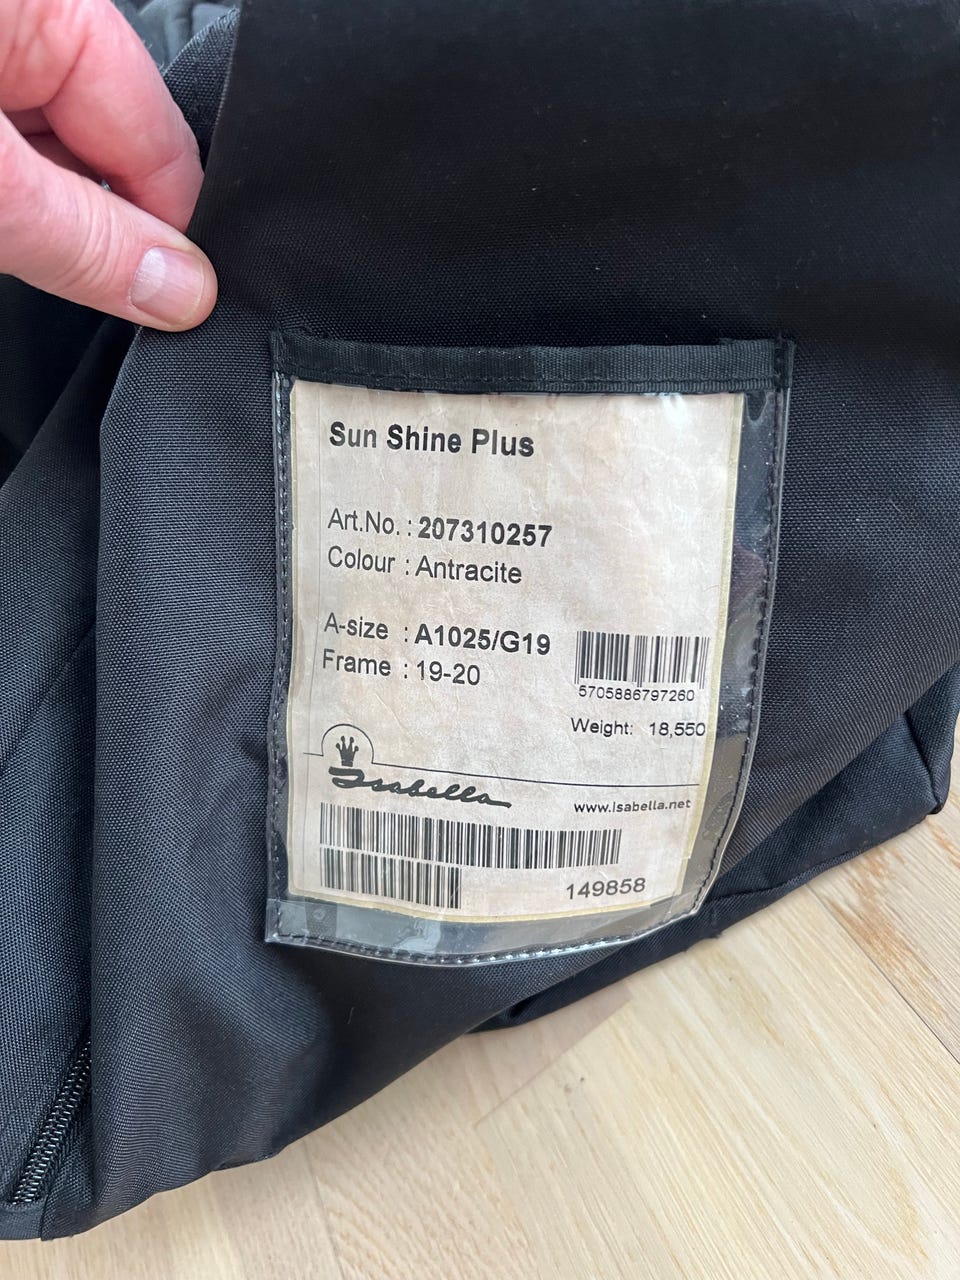 Sun Shine Plus
Art.No. : 207310257
Colour : Antracite
A-size : A1025/G19
Frame : 19-20
5705886797260
Weight: 18,550
Isabella
www.Isabella.net
149858